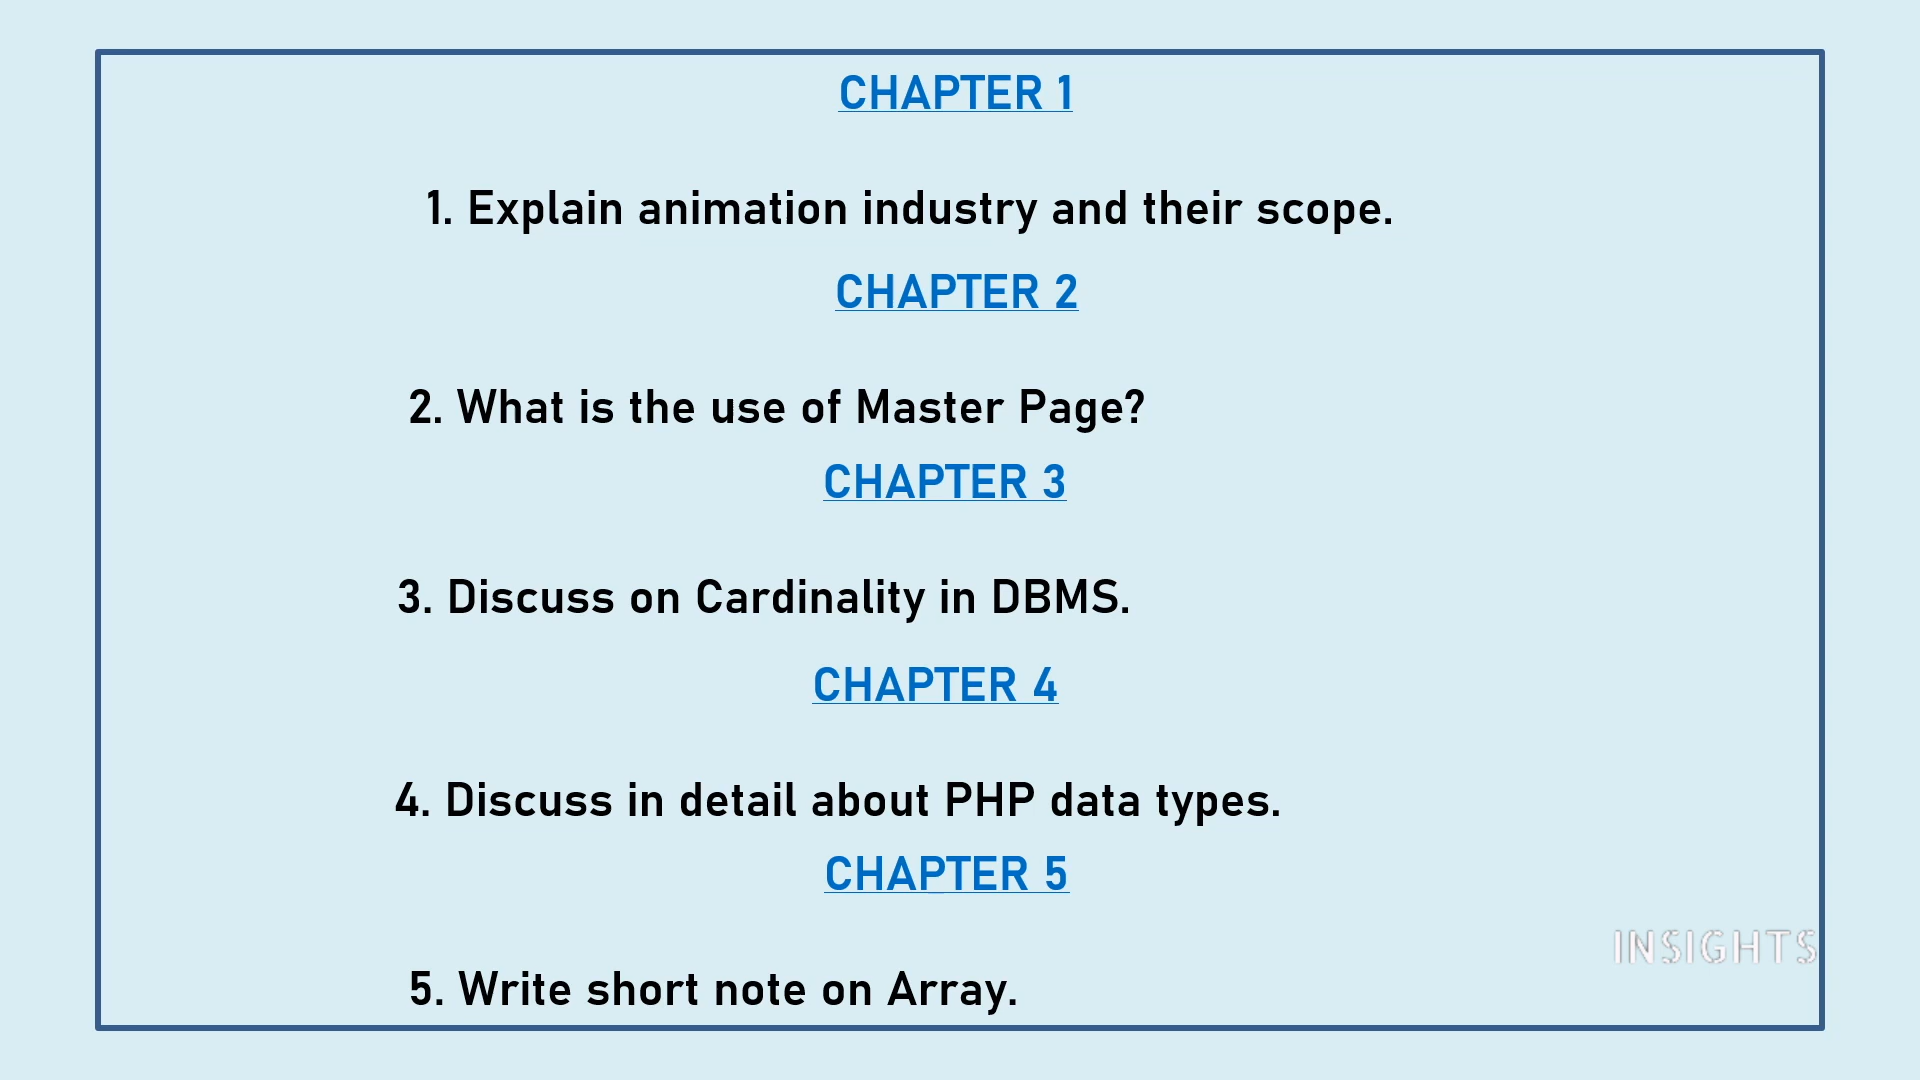 CHAPTER 1
1. Explain animation industry and their scope.
CHAPTER 2
2. What is the use of Master Page?
CHAPTER 3
3. Discuss on Cardinality in DBMS.
CHAPTER 4
4. Discuss in detail about PHP data types.
CHAPTER 5
INSIGHTS
5. Write short note on Array.